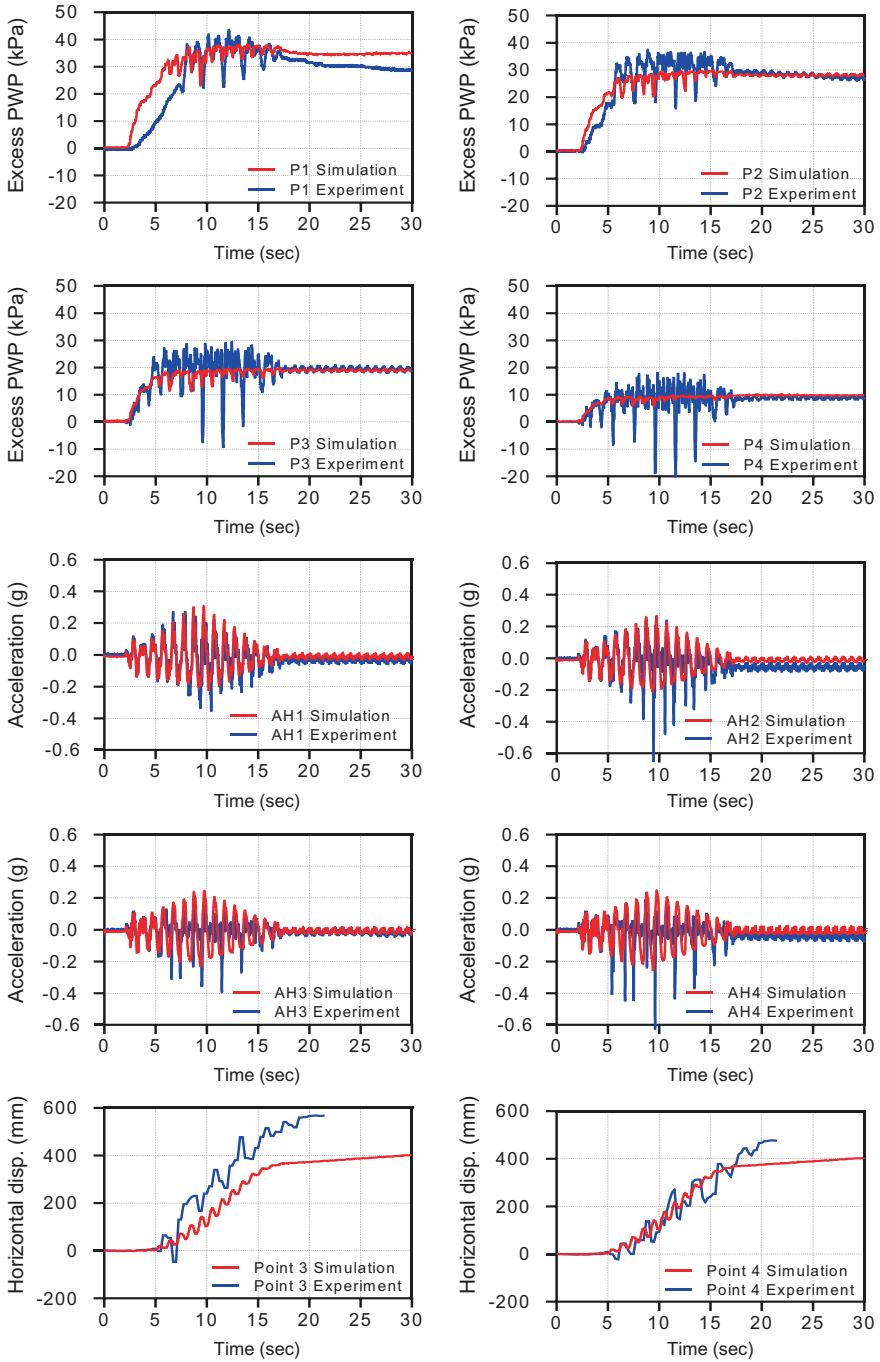 Excess PWP (kPa)
50
40
30
20
10
0
-10
-20
P1 Simulation
P1 Experiment
0 5 10 15 20 25 30
Time (sec)
Excess PWP (kPa)
50
40
30
20
10
0
-10
-20
P2 Simulation
P2 Experiment
0 5 10 15 20 25 30
Time (sec)
Excess PWP (kPa)
50
40
30
20
10
0
-10
-20
P3 Simulation
P3 Experiment
0 5 10 15 20 25 30
Time (sec)
Excess PWP (kPa)
50
40
30
20
10
0
-10
-20
P4 Simulation
P4 Experiment
0 5 10 15 20 25 30
Time (sec)
Acceleration (g)
0.6
0.4
0.2
0.0
-0.2
-0.4
-0.6
AH1 Simulation
AH1 Experiment
0 5 10 15 20 25 30
Time (sec)
Acceleration (g)
0.6
0.4
0.2
0.0
-0.2
-0.4
-0.6
AH2 Simulation
AH2 Experiment
0 5 10 15 20 25 30
Time (sec)
Acceleration (g)
0.6
0.4
0.2
0.0
-0.2
-0.4
-0.6
AH3 Simulation
AH3 Experiment
0 5 10 15 20 25 30
Time (sec)
Acceleration (g)
0.6
0.4
0.2
0.0
-0.2
-0.4
-0.6
AH4 Simulation
AH4 Experiment
0 5 10 15 20 25 30
Time (sec)
Horizontal disp. (mm)
600
400
200
0
-200
Point 3 Simulation
Point 3 Experiment
0 5 10 15 20 25 30
Time (sec)
Horizontal disp. (mm)
600
400
200
0
-200
Point 4 Simulation
Point 4 Experiment
0 5 10 15 20 25 30
Time (sec)